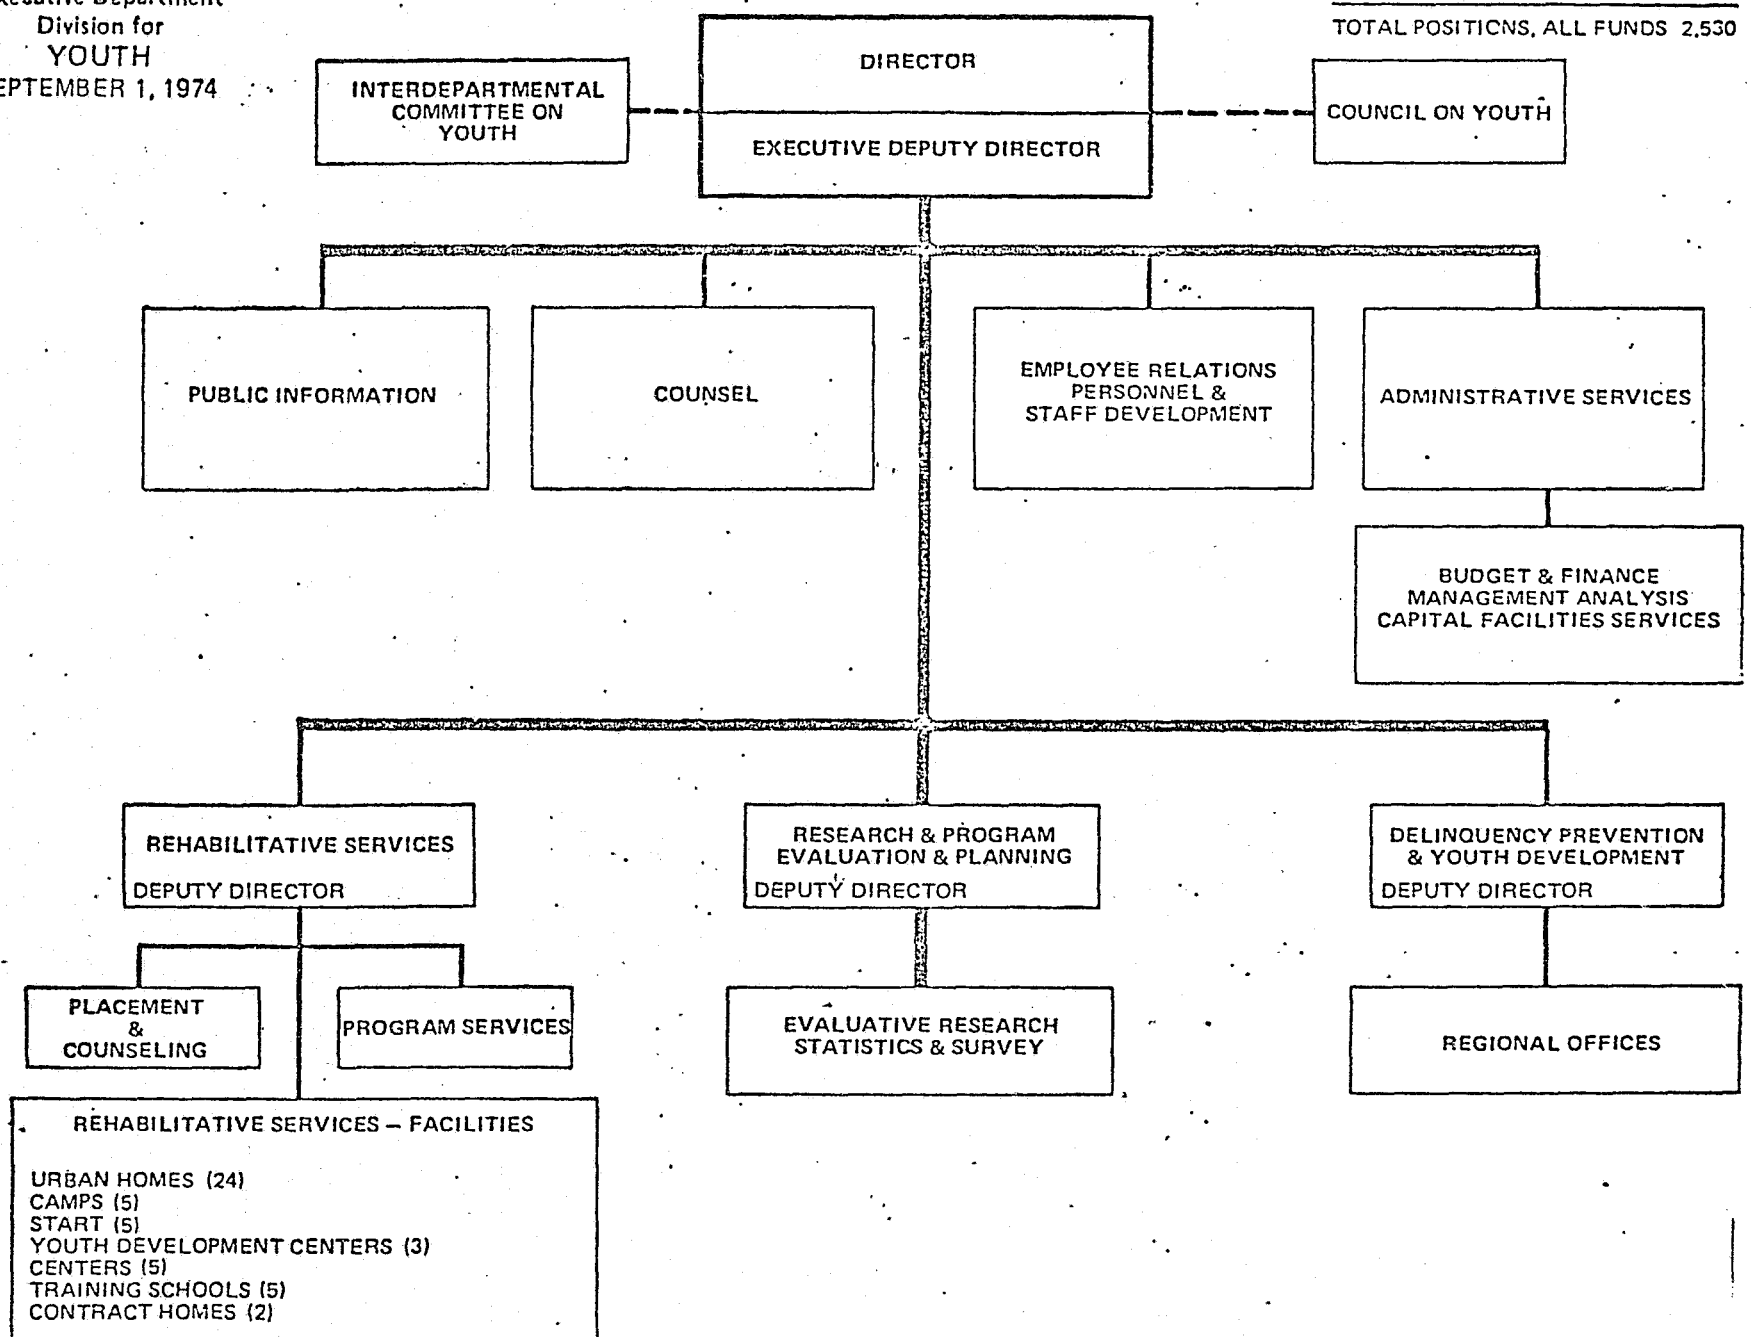 Executive Department
Division for
YOUTH
SEPTEMBER 1, 1974
TOTAL POSITIONS, ALL FUNDS 2,530
DIRECTOR
EXECUTIVE DEPUTY DIRECTOR
INTERDEPARTMENTAL
COMMITTEE ON
YOUTH
COUNCIL ON YOUTH
PUBLIC INFORMATION
COUNSEL
EMPLOYEE RELATIONS
PERSONNEL &
STAFF DEVELOPMENT
ADMINISTRATIVE SERVICES
BUDGET & FINANCE
MANAGEMENT ANALYSIS
CAPITAL FACILITIES SERVICES
REHABILITATIVE SERVICES
DEPUTY DIRECTOR
RESEARCH & PROGRAM
EVALUATION & PLANNING
DEPUTY DIRECTOR
DELINQUENCY PREVENTION
& YOUTH DEVELOPMENT
DEPUTY DIRECTOR
PLACEMENT
&
COUNSELING
PROGRAM SERVICES
EVALUATIVE RESEARCH
STATISTICS & SURVEY
REGIONAL OFFICES
REHABILITATIVE SERVICES – FACILITIES
URBAN HOMES (24)
CAMPS (5)
START (5)
YOUTH DEVELOPMENT CENTERS (3)
CENTERS (5)
TRAINING SCHOOLS (5)
CONTRACT HOMES (2)